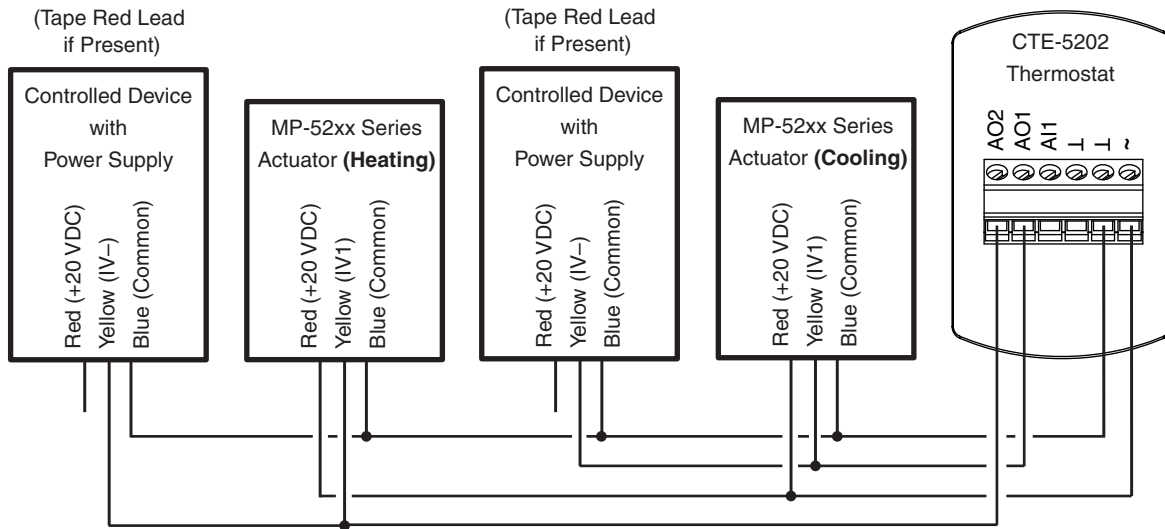 (Tape Red Lead
if Present)
Controlled Device
with
Power Supply
Red (+20 VDC)
Yellow (IV–)
Blue (Common)
MP-52xx Series
Actuator (Heating)
Red (+20 VDC)
Yellow (IV1)
Blue (Common)
(Tape Red Lead
if Present)
Controlled Device
with
Power Supply
Red (+20 VDC)
Yellow (IV–)
Blue (Common)
MP-52xx Series
Actuator (Cooling)
Red (+20 VDC)
Yellow (IV1)
Blue (Common)
CTE-5202
Thermostat
AO2
AO1
AI1
⊥
⊥
~